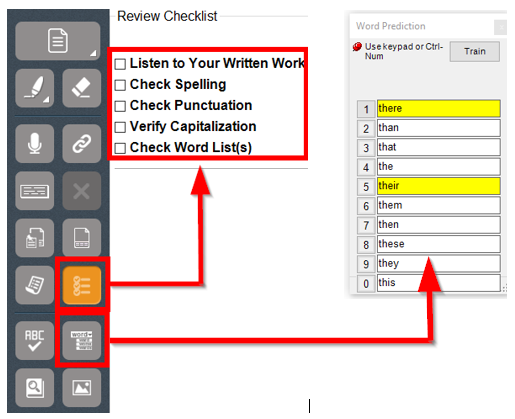 Review Checklist
Listen to Your Written Work
Check Spelling
Check Punctuation
Verify Capitalization
Check Word List(s)
Word Prediction
Use keypad or Ctrl-
Num
Train
1 there
2 than
3 that
4 the
5 their
6 them
7 then
8 these
9 they
0 this
ABC
word